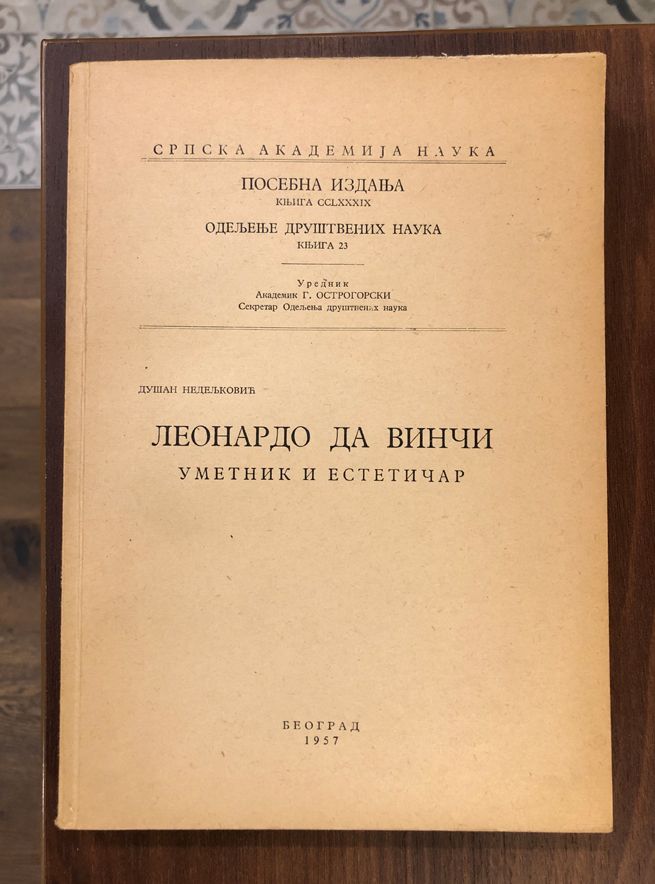 СРПСКА АКАДЕМИЈА НАУКА
ПОСЕБНА ИЗДАЊА
КЊИГА CCLXXXIX
ОДЕЉЕЊЕ ДРУШТВЕНИХ НАУКА
КЊИГА 23
Уредник
Академик Г. ОСТРОГОРСКИ
Секретар Одељења друштвених наука
ДУШАН НЕДЕЉКОВИЋ
ЛЕОНАРДО ДА ВИНЧИ
УМЕТНИК И ЕСТЕТИЧАР
БЕОГРАД
1957